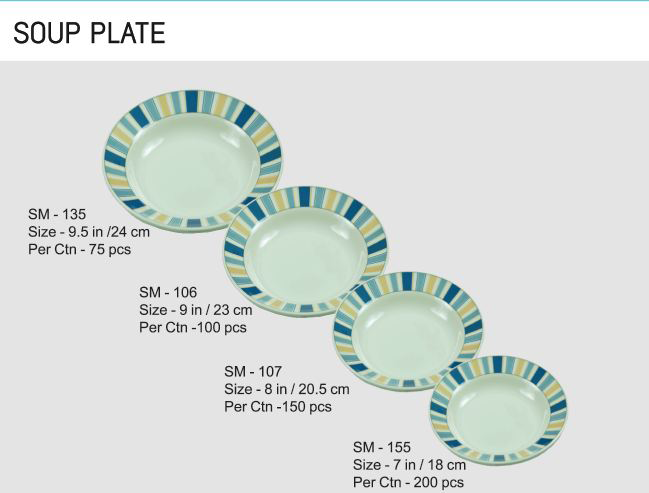 SOUP PLATE
SM - 135
Size - 9.5 in /24 cm
Per Ctn - 75 pcs
SM - 106
Size - 9 in / 23 cm
Per Ctn -100 pcs
SM - 107
Size - 8 in / 20.5 cm
Per Ctn -150 pcs
SM - 155
Size - 7 in / 18 cm
Per Ctn - 200 pcs